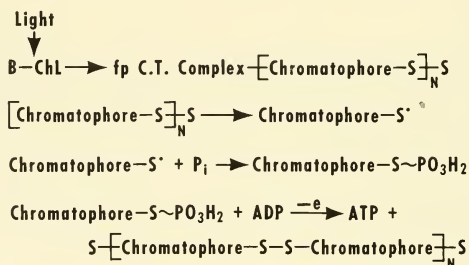 Light
B-ChL → fp C.T. Complex-[Chromatophore-S]N-S
[Chromatophore-S]N-S → Chromatophore-S·
Chromatophore-S· + Pi → Chromatophore-S~PO3H2
Chromatophore-S~PO3H2 + ADP -e→ ATP +
S-[Chromatophore-S-S-Chromatophore]N-S